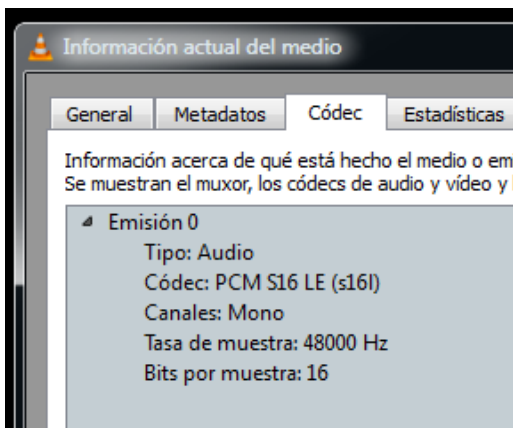 Información actual del medio
General Metadatos Códec Estadísticas
Información acerca de qué está hecho el medio o
Se muestran el muxor, los códecs de audio y vídeo y
Emisión 0
Tipo: Audio
Códec: PCM S16 LE (s16l)
Canales: Mono
Tasa de muestra: 48000 Hz
Bits por muestra: 16